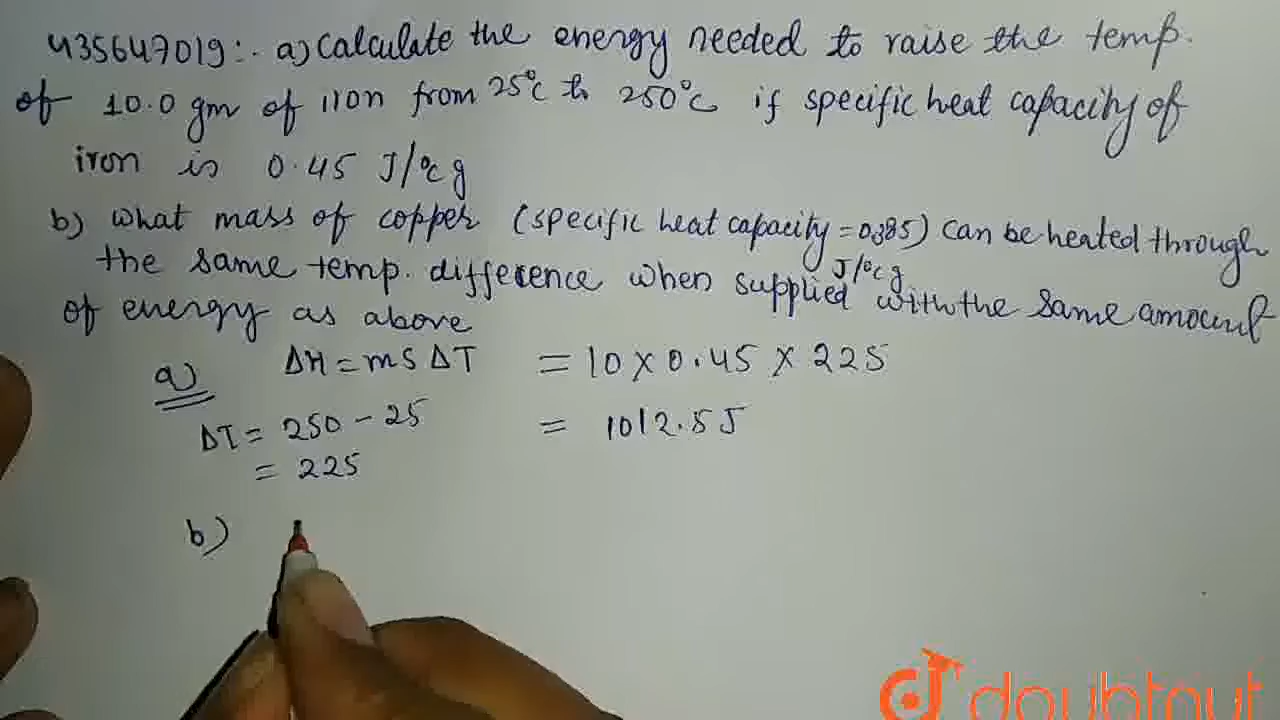 435647019:- a) Calculate the energy needed to raise the temp.
of 10.0 gm of iron from 25°C to 250°C if specific heat capacity of
iron is 0.45 J/°C g
b) what mass of copper (specific heat capacity = 0.385) can be heated through
J/°C g
the same temp. difference when supplied with the same amount
of energy as above
a) ΔH = mSΔT = 10 × 0.45 × 225
ΔT = 250 - 25 = 1012.5 J
= 225
b)
doubtnut